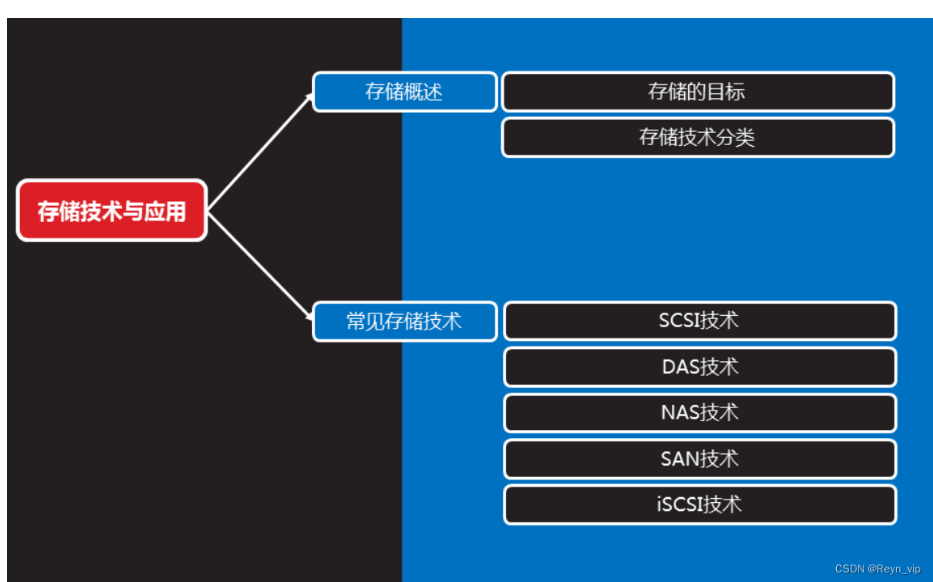 存储技术与应用
存储概述
存储的目标
存储技术分类
常见存储技术
SCSI技术
DAS技术
NAS技术
SAN技术
iSCSI技术
CSDN @Reyn_vip